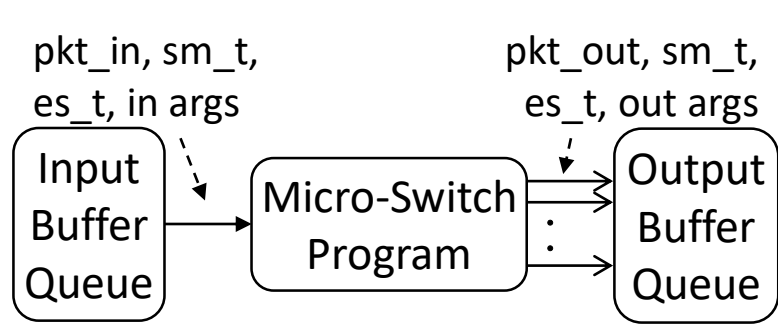 pkt_in, sm_t,
es_t, in args
pkt_out, sm_t,
es_t, out args
Input
Buffer
Queue
Micro-Switch
Program
Output
Buffer
Queue